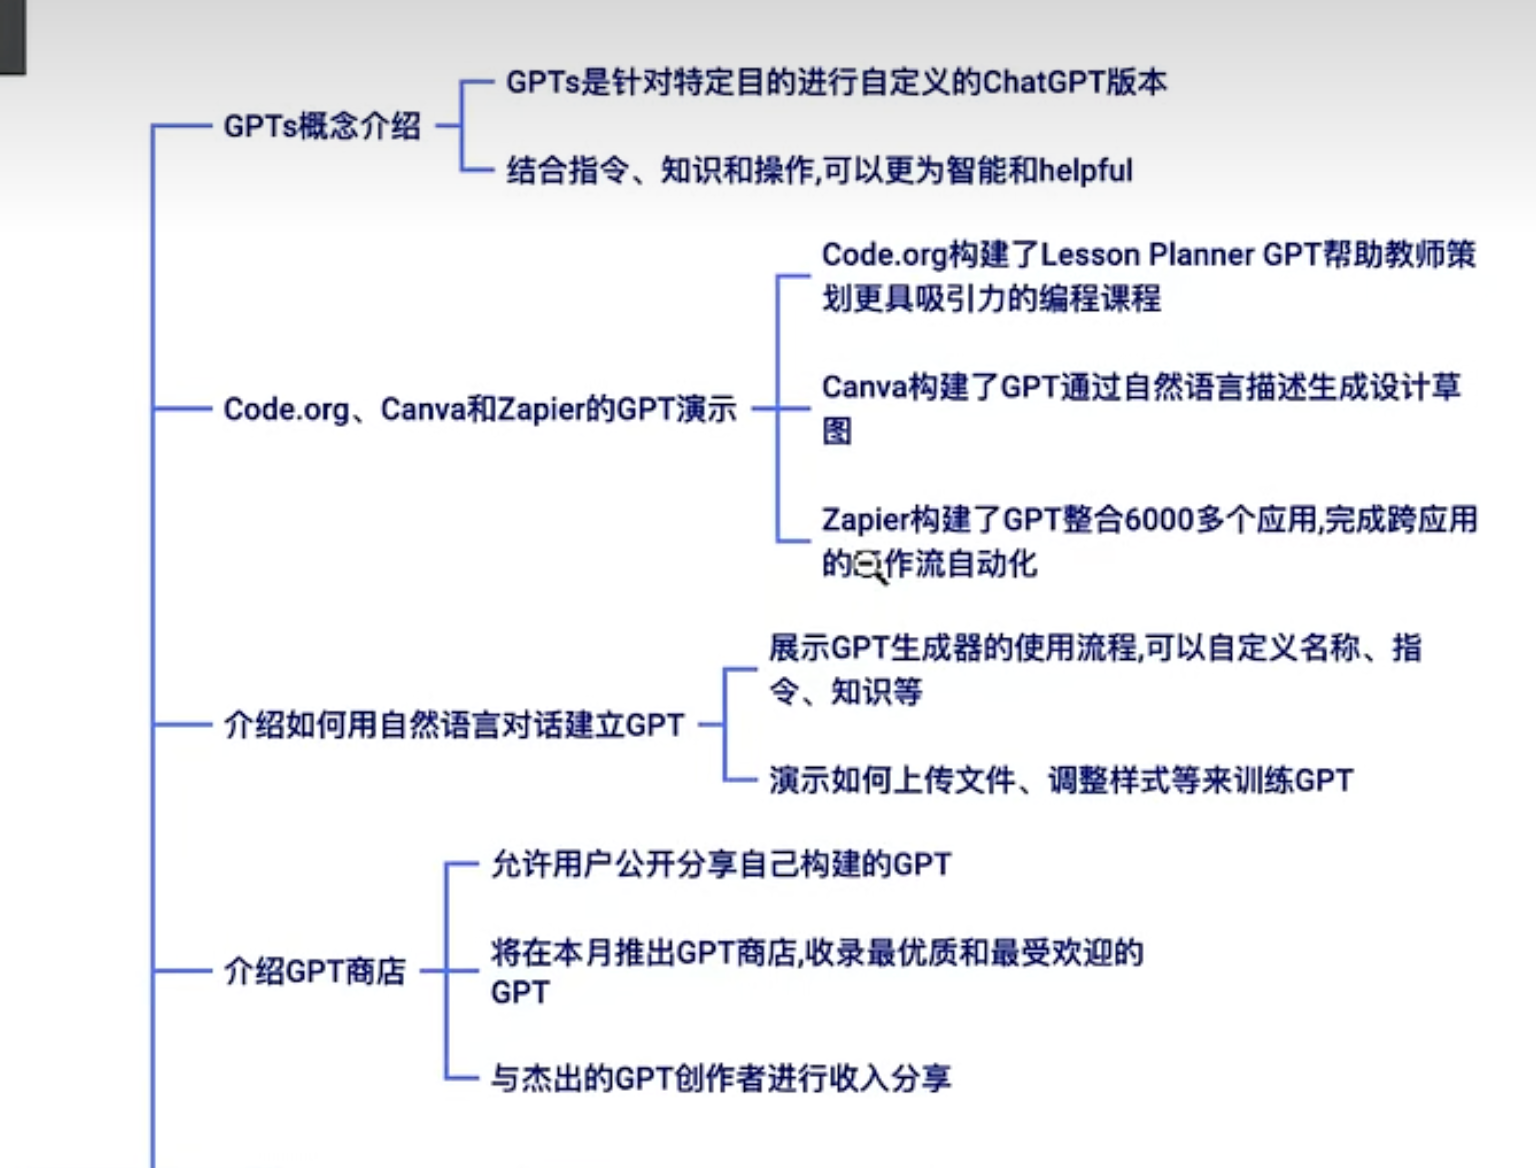 GPTs概念介绍
GPTs是针对特定目的进行自定义的ChatGPT版本
结合指令、知识和操作,可以更为智能和helpful
Code.org、Canva和Zapier的GPT演示
Code.org构建了Lesson Planner GPT帮助教师策
划更具吸引力的编程课程
Canva构建了GPT通过自然语言描述生成设计草
图
Zapier构建了GPT整合6000多个应用,完成跨应用
的工作流自动化
介绍如何用自然语言对话建立GPT
展示GPT生成器的使用流程,可以自定义名称、指
令、知识等
演示如何上传文件、调整样式等来训练GPT
介绍GPT商店
允许用户公开分享自己构建的GPT
将在本月推出GPT商店,收录最优质和最受欢迎的
GPT
与杰出的GPT创作者进行收入分享